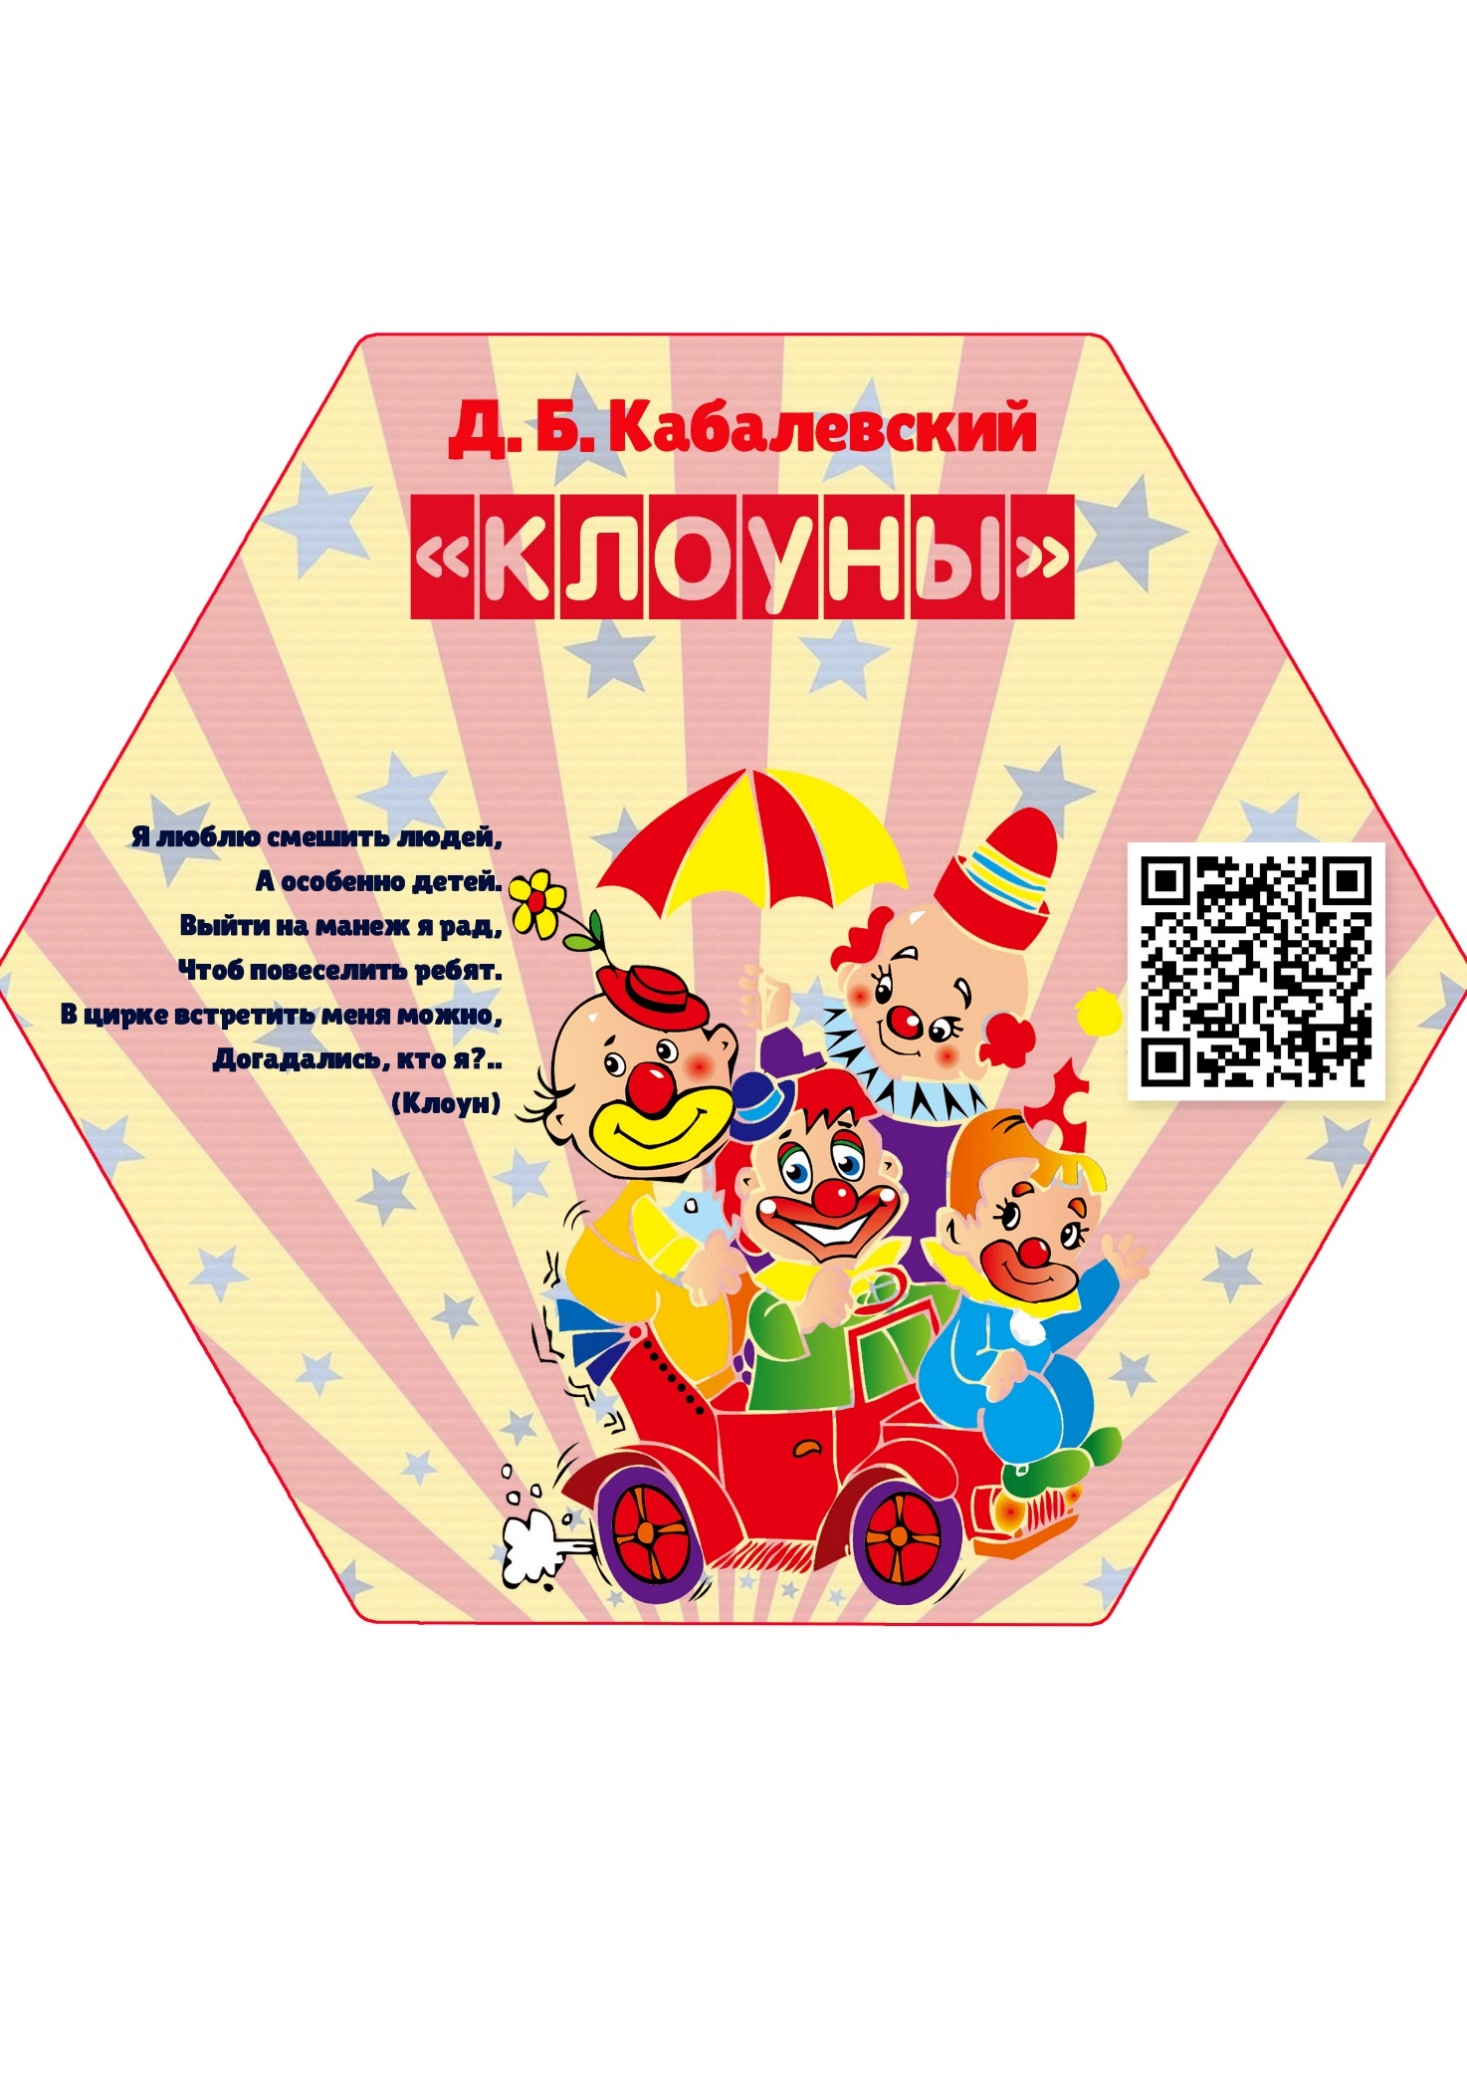 Д. Б. Кабалевский
«КЛОУНЫ»
Я люблю смешить людей,
А особенно детей.
Выйти на манеж я рад,
Чтоб повеселить ребят.
В цирке встретить меня можно,
Догадались, кто я?..
(Клоун)